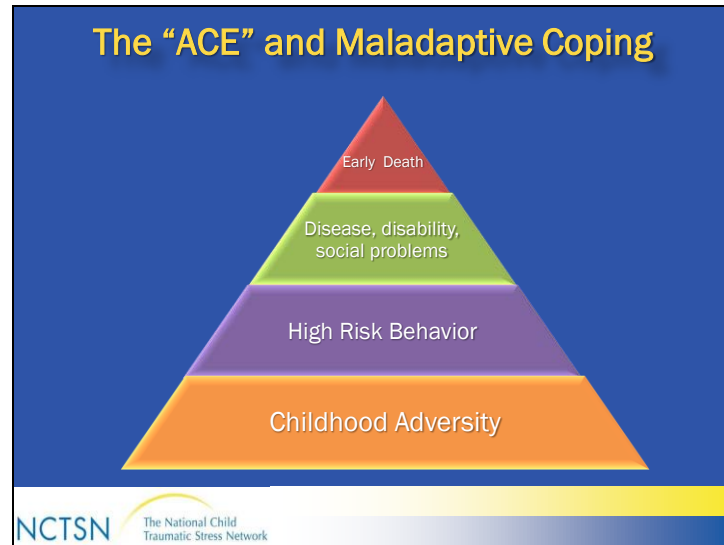 The “ACE” and Maladaptive Coping
Early Death
Disease, disability,
social problems
High Risk Behavior
Childhood Adversity
NCTSN
The National Child
Traumatic Stress Network